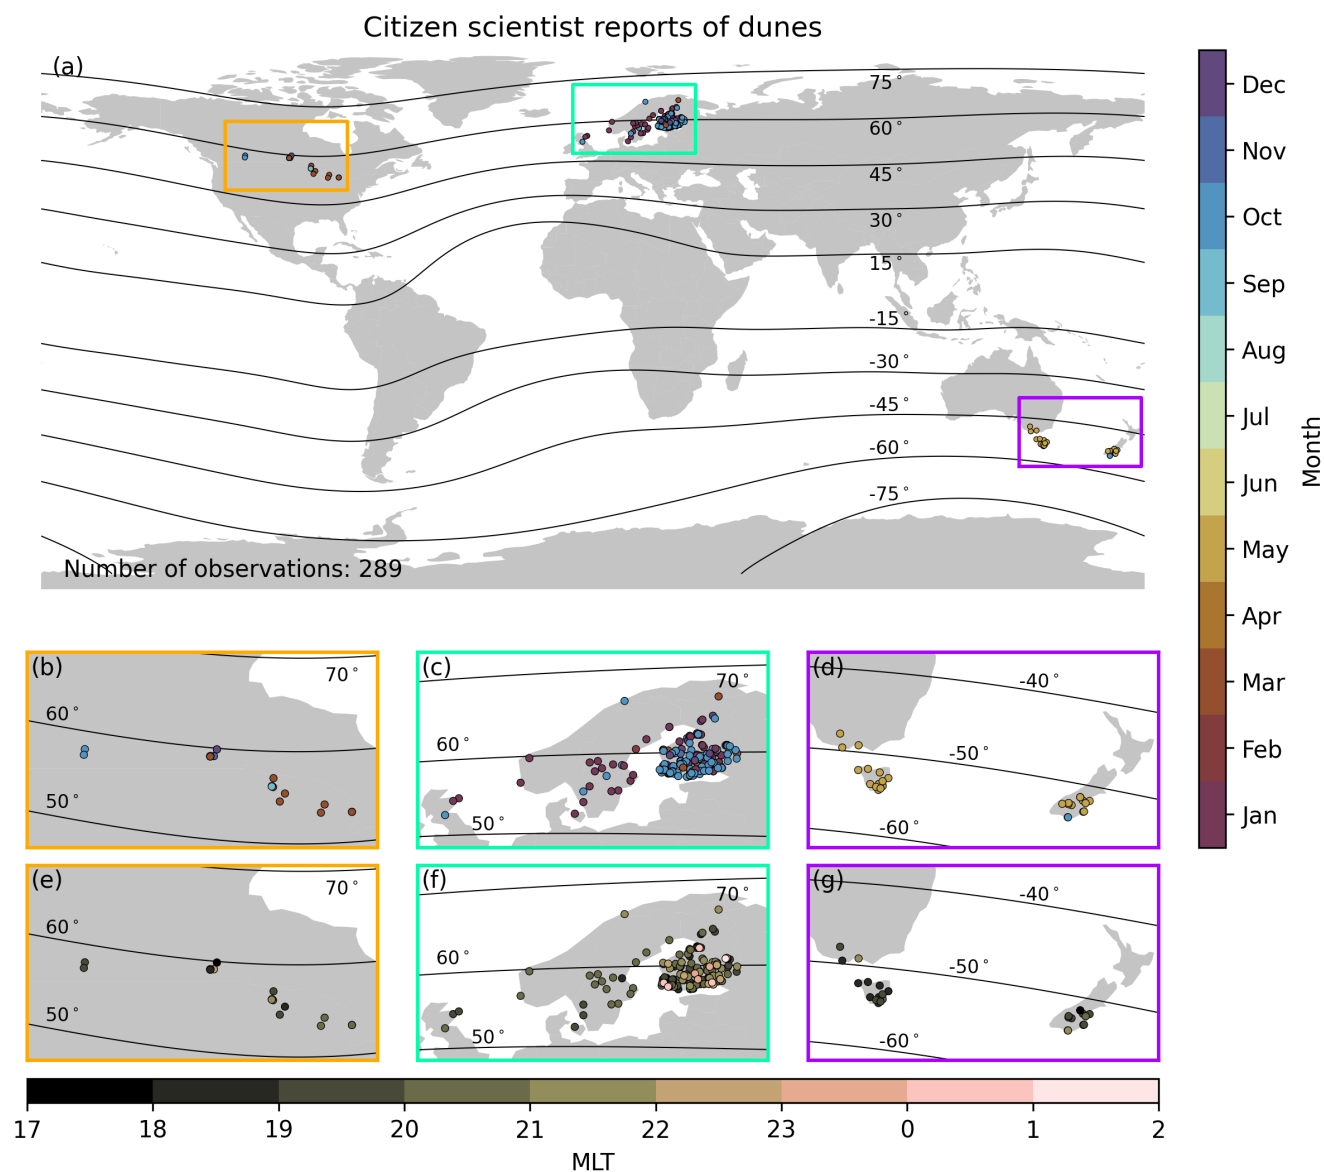 Citizen scientist reports of dunes
(a)
75°
60°
45°
30°
15°
-15°
-30°
-45°
-60°
-75°
Number of observations: 289
Dec
Nov
Oct
Sep
Aug
Jul
Jun
May
Apr
Mar
Feb
Jan
Month
(b)
70°
60°
50°
(c)
70°
60°
50°
(d)
-40°
-50°
-60°
(e)
70°
60°
50°
(f)
70°
60°
50°
(g)
-40°
-50°
-60°
17 18 19 20 21 22 23 0 1 2
MLT